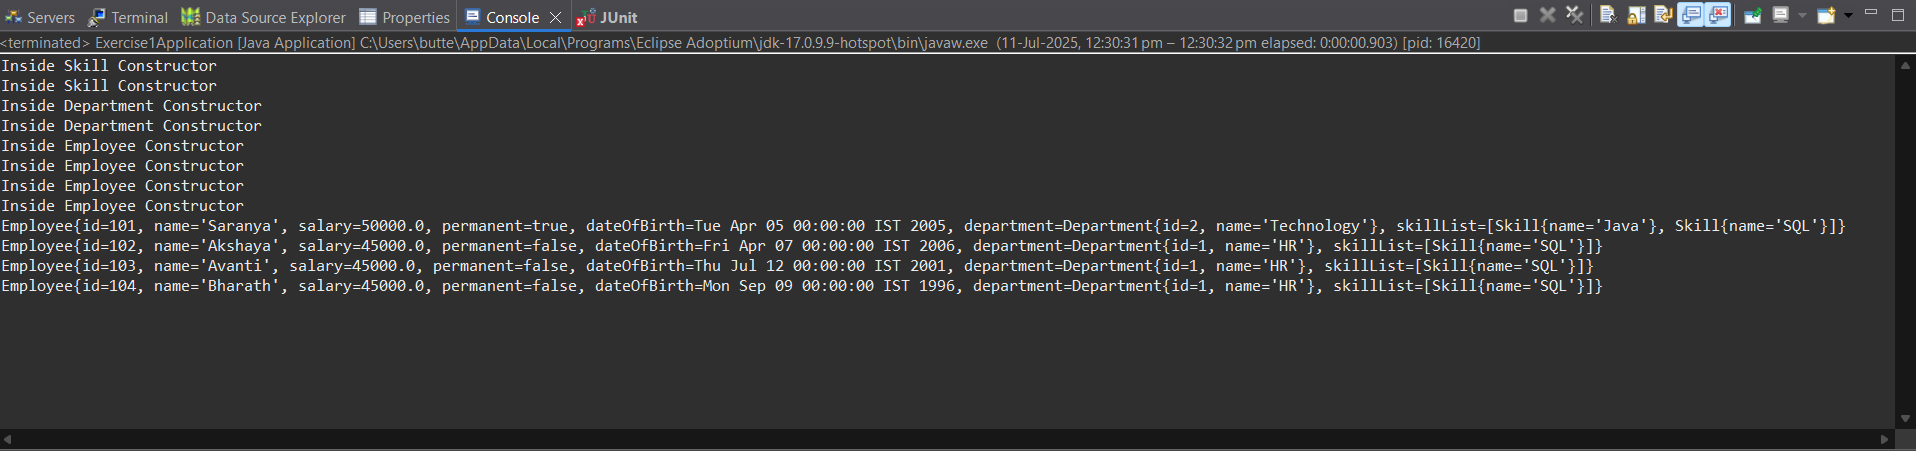 Servers Terminal Data Source Explorer Properties Console JUnit
<terminated> Exercise1Application [Java Application] C:\Users\butte\AppData\Local\Programs\Eclipse Adoptium\jdk-17.0.9.9-hotspot\bin\javaw.exe (11-Jul-2025, 12:30:31 pm – 12:30:32 pm elapsed: 0:00:00.903) [pid: 16420]
Inside Skill Constructor
Inside Skill Constructor
Inside Department Constructor
Inside Department Constructor
Inside Employee Constructor
Inside Employee Constructor
Inside Employee Constructor
Inside Employee Constructor
Employee{id=101, name='Saranya', salary=50000.0, permanent=true, dateOfBirth=Tue Apr 05 00:00:00 IST 2005, department=Department{id=2, name='Technology'}, skillList=[Skill{name='Java'}, Skill{name='SQL'}]}
Employee{id=102, name='Akshaya', salary=45000.0, permanent=false, dateOfBirth=Fri Apr 07 00:00:00 IST 2006, department=Department{id=1, name='HR'}, skillList=[Skill{name='SQL'}]}
Employee{id=103, name='Avanti', salary=45000.0, permanent=false, dateOfBirth=Thu Jul 12 00:00:00 IST 2001, department=Department{id=1, name='HR'}, skillList=[Skill{name='SQL'}]}
Employee{id=104, name='Bharath', salary=45000.0, permanent=false, dateOfBirth=Mon Sep 09 00:00:00 IST 1996, department=Department{id=1, name='HR'}, skillList=[Skill{name='SQL'}]}